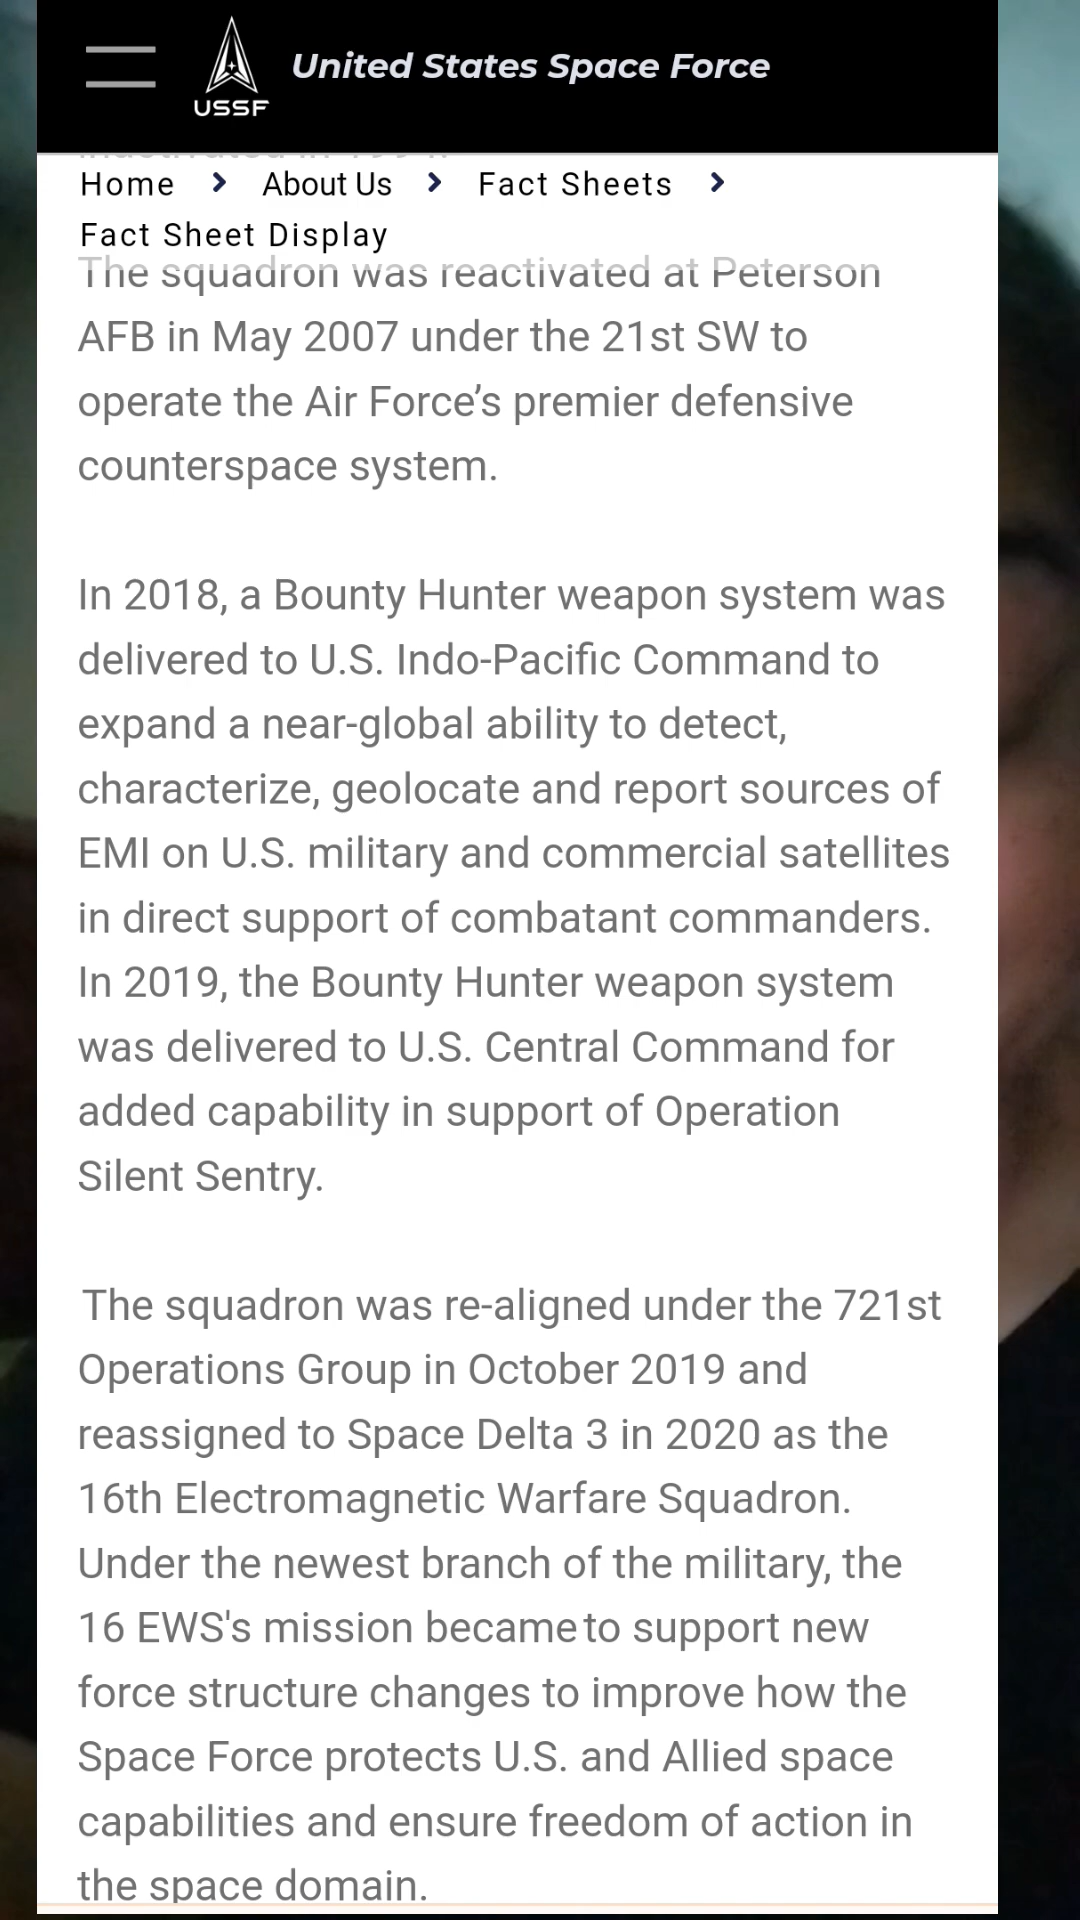 USSF
United States Space Force
Home > About Us > Fact Sheets >
Fact Sheet Display
The squadron was reactivated at Peterson
AFB in May 2007 under the 21st SW to
operate the Air Force’s premier defensive
counterspace system.
In 2018, a Bounty Hunter weapon system was
delivered to U.S. Indo-Pacific Command to
expand a near-global ability to detect,
characterize, geolocate and report sources of
EMI on U.S. military and commercial satellites
in direct support of combatant commanders.
In 2019, the Bounty Hunter weapon system
was delivered to U.S. Central Command for
added capability in support of Operation
Silent Sentry.
The squadron was re-aligned under the 721st
Operations Group in October 2019 and
reassigned to Space Delta 3 in 2020 as the
16th Electromagnetic Warfare Squadron.
Under the newest branch of the military, the
16 EWS's mission became to support new
force structure changes to improve how the
Space Force protects U.S. and Allied space
capabilities and ensure freedom of action in
the space domain.